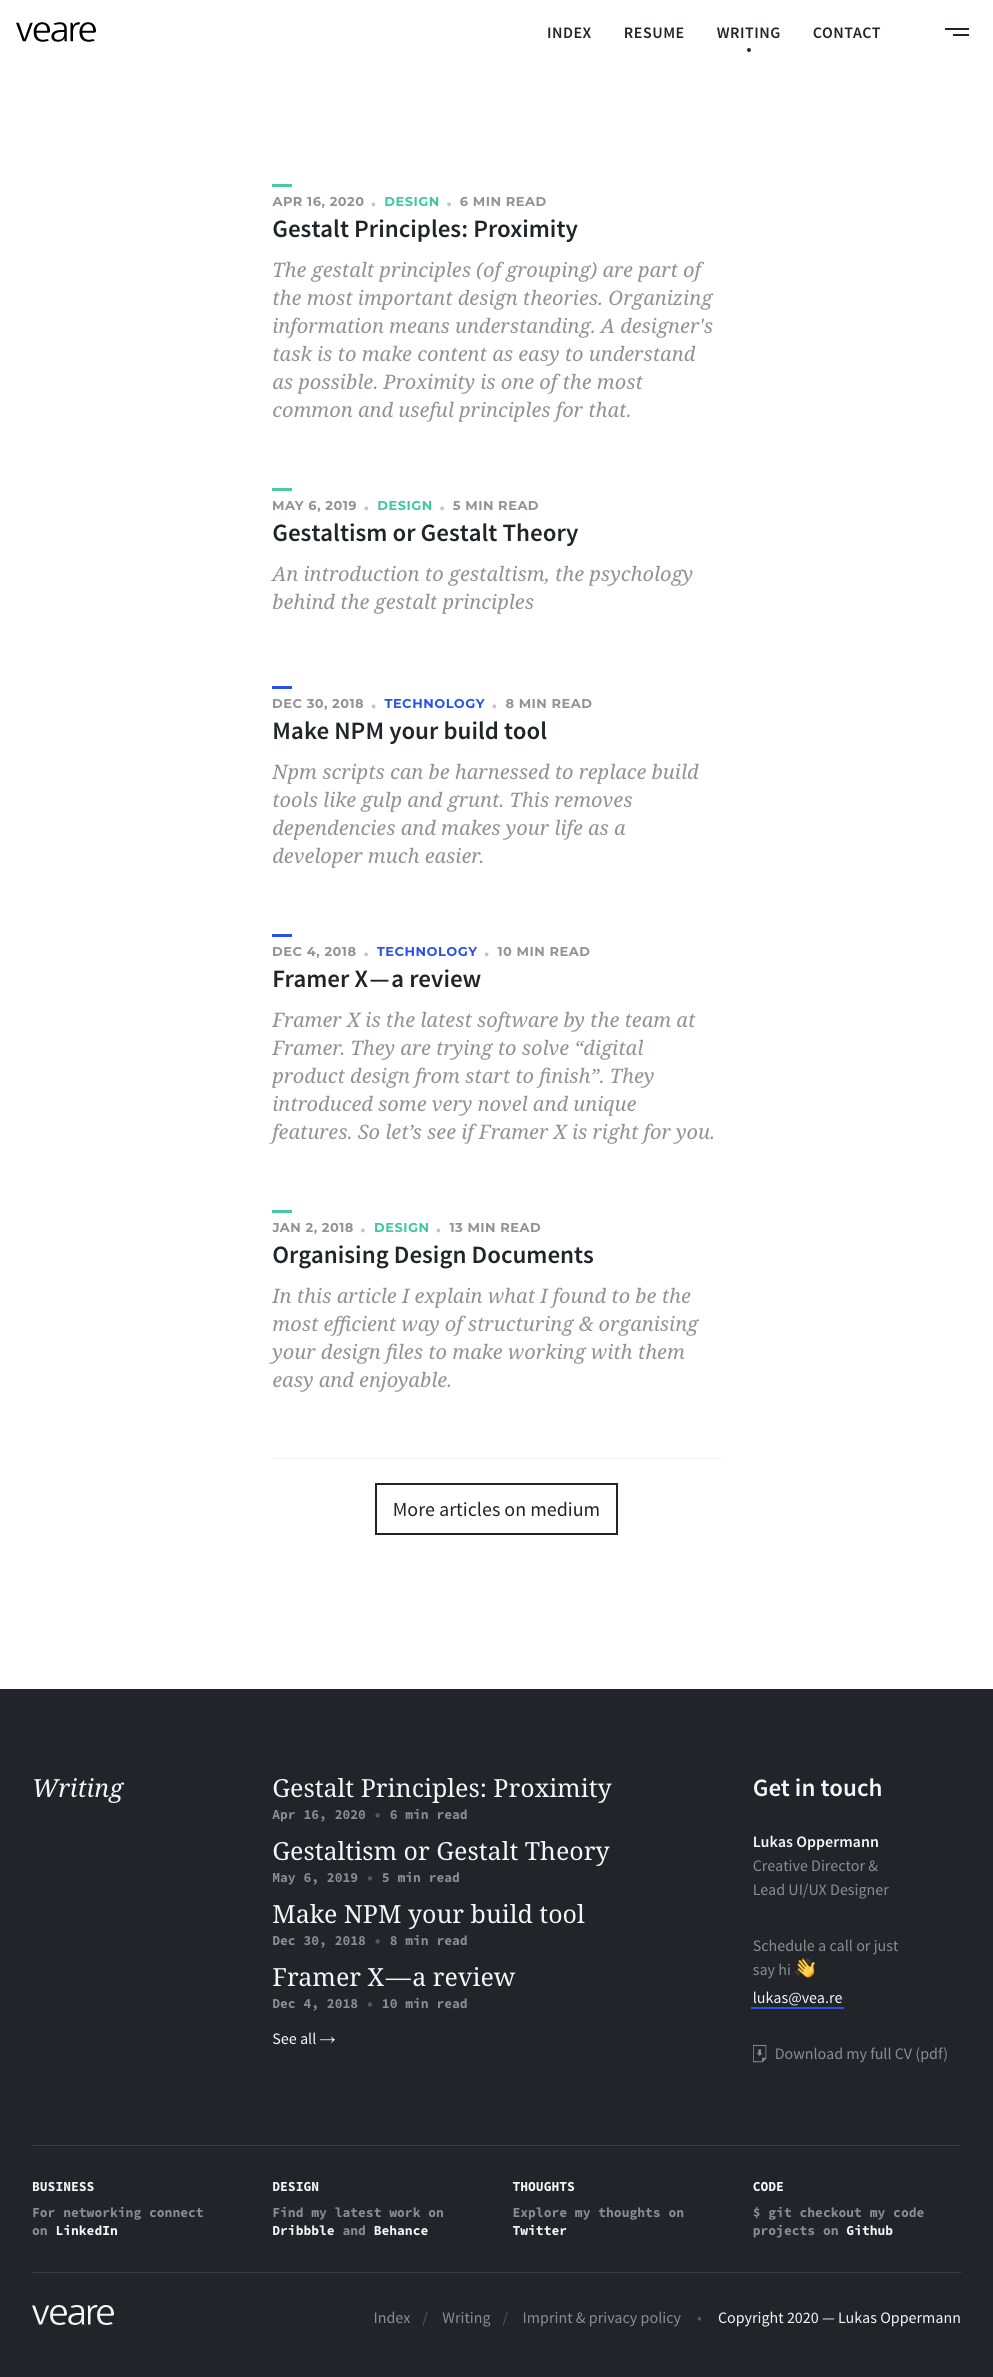 veare
INDEX RESUME WRITING CONTACT
APR 16, 2020 • DESIGN • 6 MIN READ
Gestalt Principles: Proximity
The gestalt principles (of grouping) are part of
the most important design theories. Organizing
information means understanding. A designer's
task is to make content as easy to understand
as possible. Proximity is one of the most
common and useful principles for that.
MAY 6, 2019 • DESIGN • 5 MIN READ
Gestaltism or Gestalt Theory
An introduction to gestaltism, the psychology
behind the gestalt principles
DEC 30, 2018 • TECHNOLOGY • 8 MIN READ
Make NPM your build tool
Npm scripts can be harnessed to replace build
tools like gulp and grunt. This removes
dependencies and makes your life as a
developer much easier.
DEC 4, 2018 • TECHNOLOGY • 10 MIN READ
Framer X—a review
Framer X is the latest software by the team at
Framer. They are trying to solve “digital
product design from start to finish”. They
introduced some very novel and unique
features. So let’s see if Framer X is right for you.
JAN 2, 2018 • DESIGN • 13 MIN READ
Organising Design Documents
In this article I explain what I found to be the
most efficient way of structuring & organising
your design files to make working with them
easy and enjoyable.
More articles on medium
Writing
Gestalt Principles: Proximity
Apr 16, 2020 • 6 min read
Gestaltism or Gestalt Theory
May 6, 2019 • 5 min read
Make NPM your build tool
Dec 30, 2018 • 8 min read
Framer X—a review
Dec 4, 2018 • 10 min read
See all →
Get in touch
Lukas Oppermann
Creative Director &
Lead UI/UX Designer
Schedule a call or just
say hi 👋
lukas@vea.re
Download my full CV (pdf)
BUSINESS
For networking connect
on LinkedIn
DESIGN
Find my latest work on
Dribbble and Behance
THOUGHTS
Explore my thoughts on
Twitter
CODE
$ git checkout my code
projects on Github
veare
Index / Writing / Imprint & privacy policy • Copyright 2020 — Lukas Oppermann